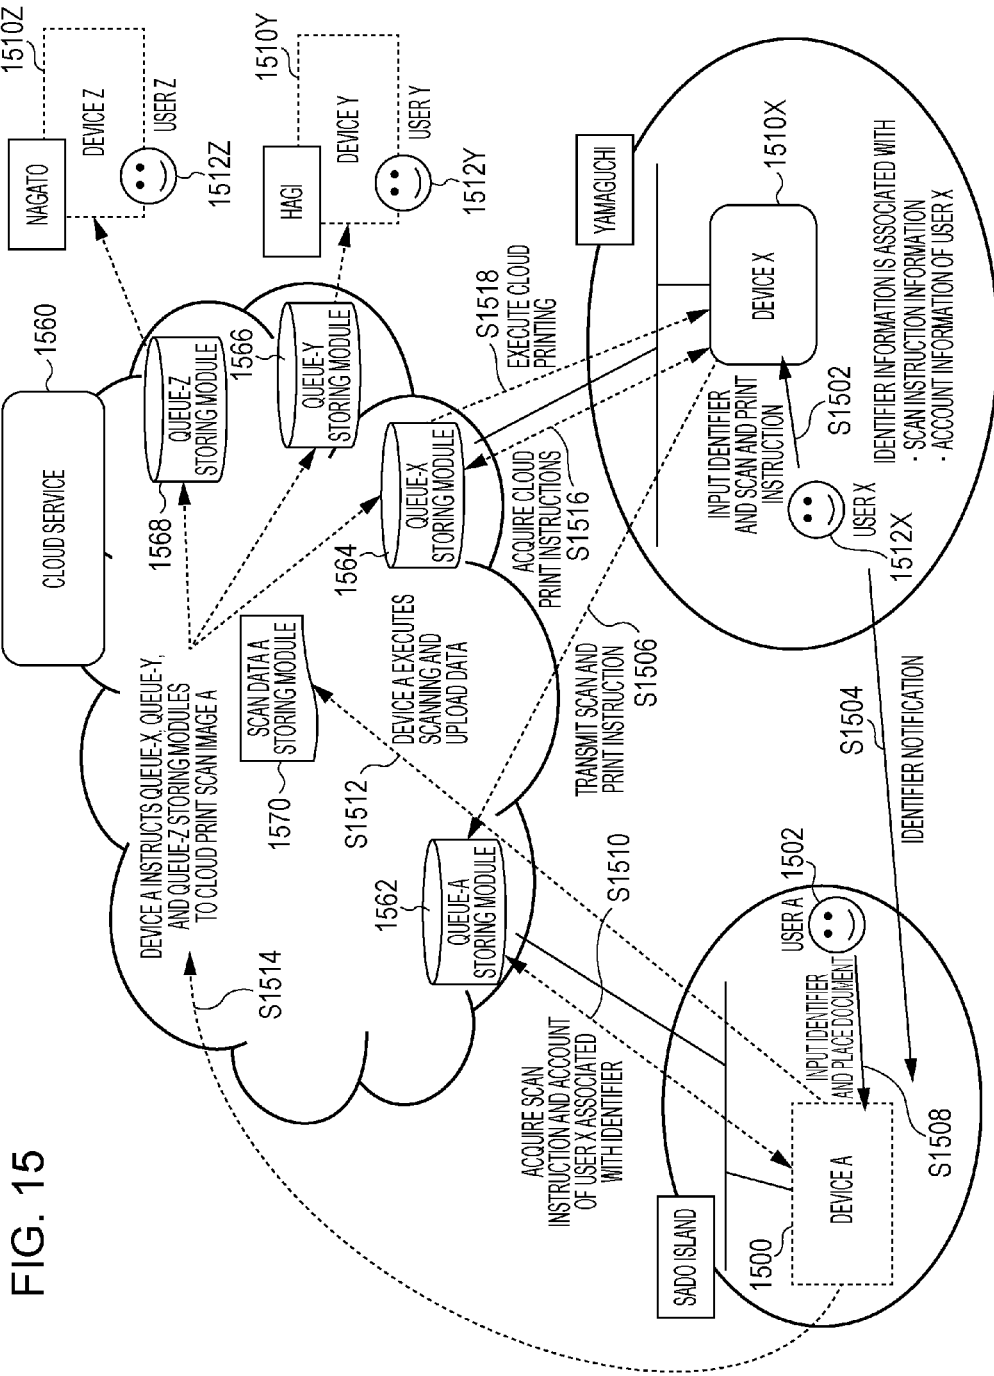 FIG. 15
CLOUD SERVICE
1560
NAGATO
1510Z
DEVICE Z
USER Z
1512Z
HAGI
1510Y
DEVICE Y
USER Y
1512Y
DEVICE A INSTRUCTS QUEUE-X, QUEUE-Y,
AND QUEUE-Z STORING MODULES
TO CLOUD PRINT SCAN IMAGE A
S1514
1568
QUEUE-Z
STORING MODULE
1566
QUEUE-Y
STORING MODULE
1564
QUEUE-X
STORING MODULE
SCAN DATA A
STORING MODULE
1570
S1512
DEVICE A EXECUTES
SCANNING AND
UPLOAD DATA
1562
QUEUE-A
STORING MODULE
S1518
EXECUTE CLOUD
PRINTING
ACQUIRE CLOUD
PRINT INSTRUCTIONS
S1516
TRANSMIT SCAN AND
PRINT INSTRUCTION
S1506
S1510
ACQUIRE SCAN
INSTRUCTION AND ACCOUNT
OF USER X ASSOCIATED
WITH IDENTIFIER
SADO ISLAND
1500
DEVICE A
INPUT IDENTIFIER
AND PLACE DOCUMENT
S1508
USER A
1502
S1504
IDENTIFIER NOTIFICATION
YAMAGUCHI
DEVICE X
1510X
INPUT IDENTIFIER
AND SCAN AND PRINT
INSTRUCTION
S1502
USER X
1512X
IDENTIFIER INFORMATION IS ASSOCIATED WITH
· SCAN INSTRUCTION INFORMATION
· ACCOUNT INFORMATION OF USER X